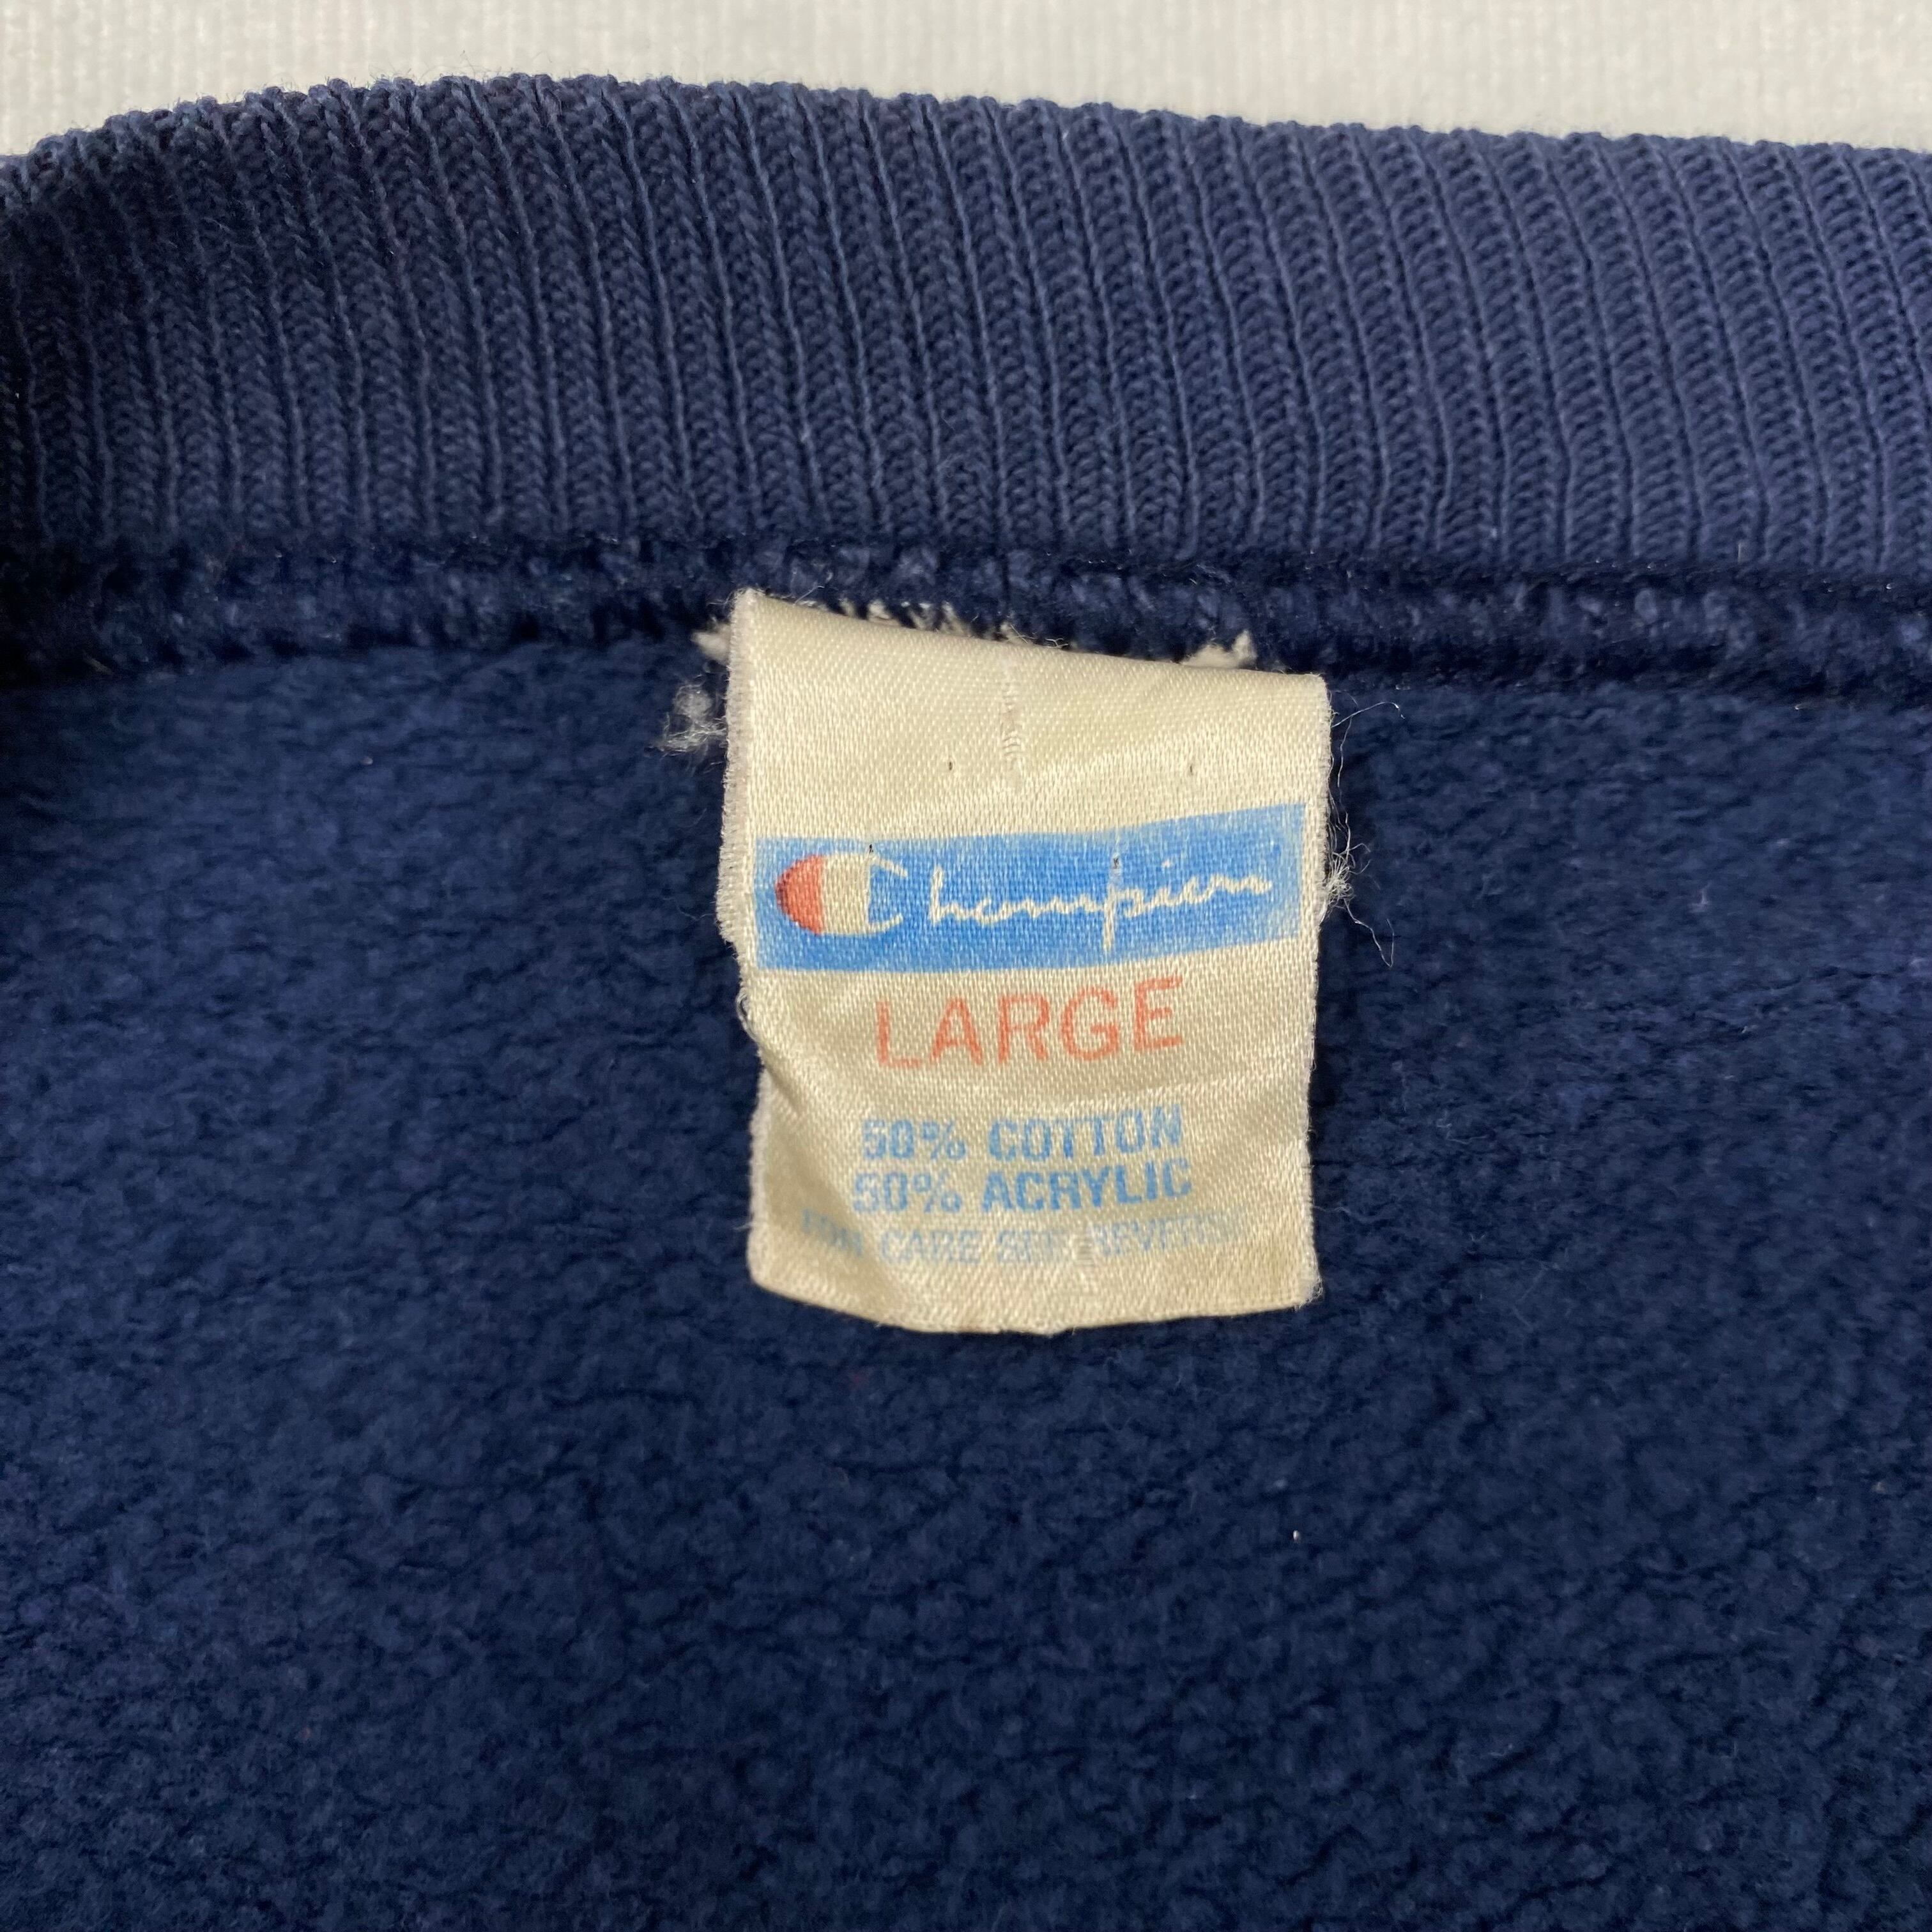 Champion
LARGE
50% COTTON
50% ACRYLIC
FOR CARE SEE REVERSE